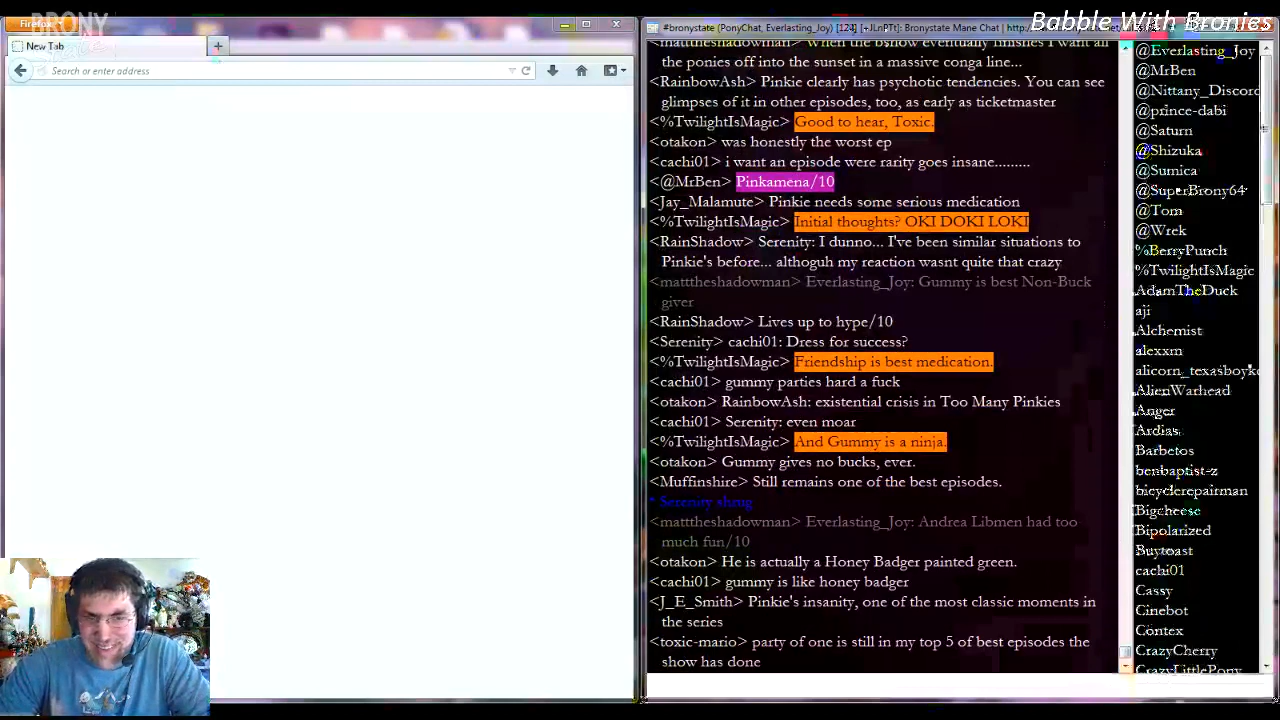 Firefox
BRONY
#bronystate (PonyChat, Everlasting_Joy) [124] [+JLnPTt] Bronystate Mane Chat | http://
Babble With Bronies
New Tab
Search or enter address
<matttheshadowman> When the bshow eventually finishes I want all
the ponies off into the sunset in a massive conga line...
<RainbowAsh> Pinkie clearly has psychotic tendencies. You can see
glimpses of it in other episodes, too, as early as ticketmaster
<%TwilightIsMagic> Good to hear, Toxic.
<otakon> was honestly the worst ep
<cachi01> i want an episode were rarity goes insane.........
<@MrBen> Pinkamena/10
<Jay_Malamute> Pinkie needs some serious medication
<%TwilightIsMagic> Initial thoughts? OKI DOKI LOKI
<RainShadow> Serenity: I dunno... I've been similar situations to
Pinkie's before... althoguh my reaction wasnt quite that crazy
<matttheshadowman> Everlasting_Joy: Gummy is best Non-Buck
giver
<RainShadow> Lives up to hype/10
<Serenity> cachi01: Dress for success?
<%TwilightIsMagic> Friendship is best medication.
<cachi01> gummy parties hard a fuck
<otakon> RainbowAsh: existential crisis in Too Many Pinkies
<cachi01> Serenity: even moar
<%TwilightIsMagic> And Gummy is a ninja.
<otakon> Gummy gives no bucks, ever.
<Muffinshire> Still remains one of the best episodes.
* Serenity shrug
<matttheshadowman> Everlasting_Joy: Andrea Libmen had too
much fun/10
<otakon> He is actually a Honey Badger painted green.
<cachi01> gummy is like honey badger
<J_E_Smith> Pinkie's insanity, one of the most classic moments in
the series
<toxic-mario> party of one is still in my top 5 of best episodes the
show has done
@Everlasting_Joy
@MrBen
@Nittany_Discord
@prince-dabi
@Saturn
@Shizuka
@Sumica
@SuperBrony64
@Tom
@Wrek
%BerryPunch
%TwilightIsMagic
AdamTheDuck
aji
Alchemist
alexxm
alicorn_texasboyko
AlienWarhead
Anger
Ardias
Barbetos
benbaptist-z
bicyclerepairman
Bigcheese
Bipolarized
Buytoast
cachi01
Cassy
Cinebot
Contex
CrazyCherry
CrazyLittlePony